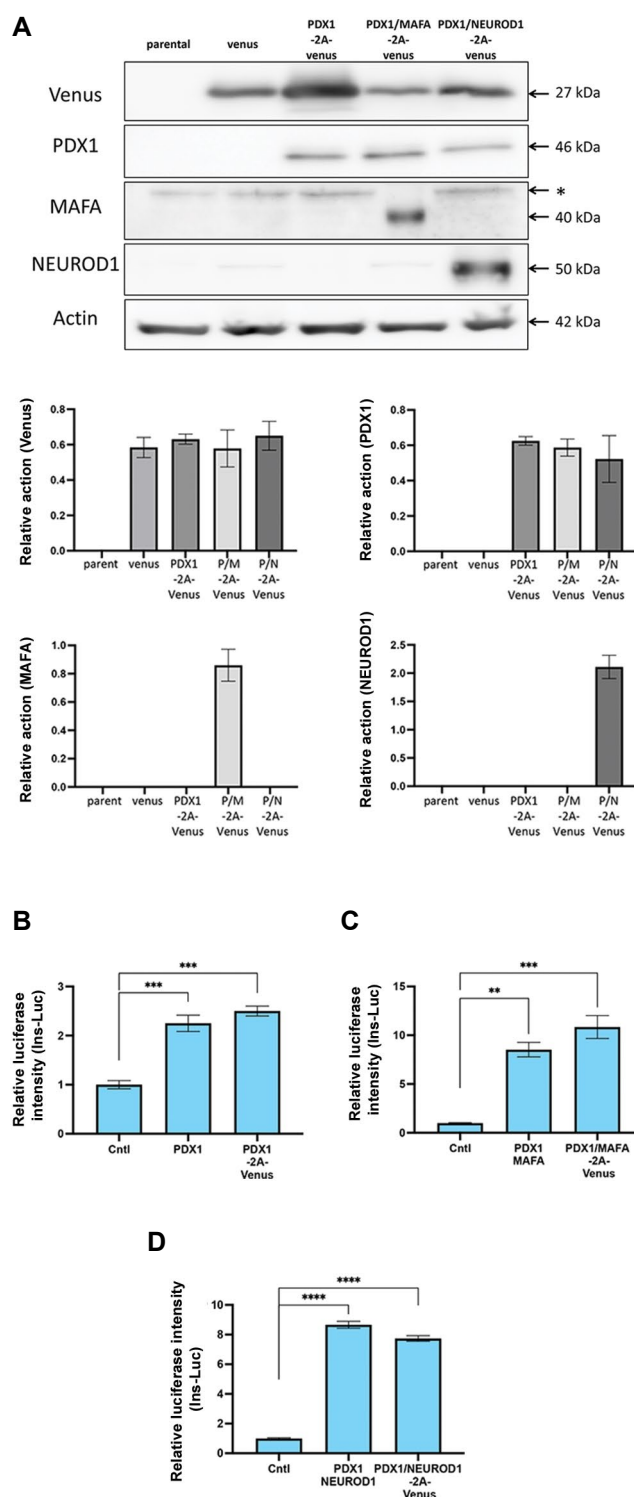 A
parental
venus
PDX1
-2A-
venus
PDX1/MAFA
-2A-
venus
PDX1/NEUROD1
-2A-
venus
Venus
← 27 kDa
PDX1
← 46 kDa
MAFA
← *
← 40 kDa
NEUROD1
← 50 kDa
Actin
← 42 kDa
Relative action (Venus)
0.8
0.6
0.4
0.2
0.0
parent
venus
PDX1
-2A-
Venus
P/M
-2A-
Venus
P/N
-2A-
Venus
Relative action (PDX1)
0.8
0.6
0.4
0.2
0.0
parent
venus
PDX1
-2A-
Venus
P/M
-2A-
Venus
P/N
-2A-
Venus
Relative action (MAFA)
1.0
0.8
0.6
0.4
0.2
0.0
parent
venus
PDX1
-2A-
Venus
P/M
-2A-
Venus
P/N
-2A-
Venus
Relative action (NEUROD1)
2.5
2.0
1.5
1.0
0.5
0.0
parent
venus
PDX1
-2A-
Venus
P/M
-2A-
Venus
P/N
-2A-
Venus
B
Relative luciferase
intensity (Ins-Luc)
3
2
1
0
***
***
Cntl
PDX1
PDX1
-2A-
Venus
C
Relative luciferase
intensity (Ins-Luc)
15
10
5
0
***
**
Cntl
PDX1
MAFA
PDX1/MAFA
-2A-
Venus
D
Relative luciferase intensity
(Ins-Luc)
10
8
6
4
2
0
****
****
Cntl
PDX1
NEUROD1
PDX1/NEUROD1
-2A-
Venus